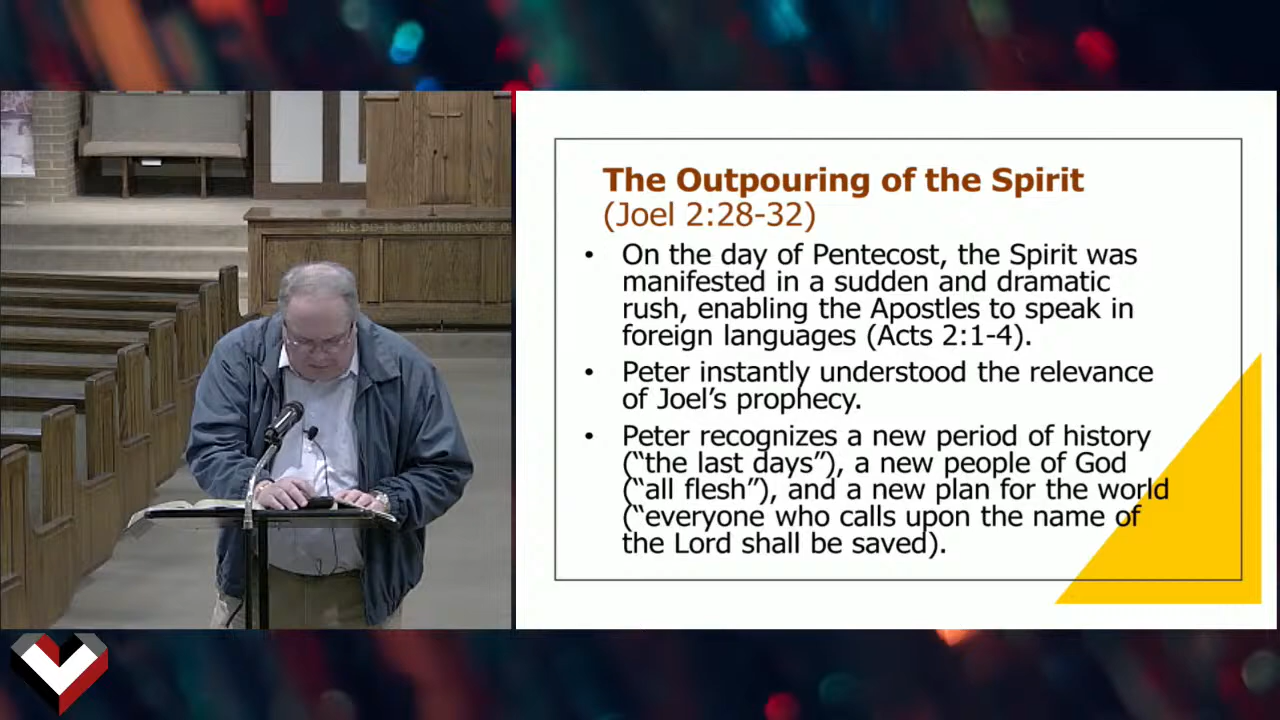 THIS DO IN REMEMBRANCE O
The Outpouring of the Spirit
(Joel 2:28-32)
• On the day of Pentecost, the Spirit was
manifested in a sudden and dramatic
rush, enabling the Apostles to speak in
foreign languages (Acts 2:1-4).
• Peter instantly understood the relevance
of Joel’s prophecy.
• Peter recognizes a new period of history
(“the last days”), a new people of God
(“all flesh”), and a new plan for the world
(“everyone who calls upon the name of
the Lord shall be saved).